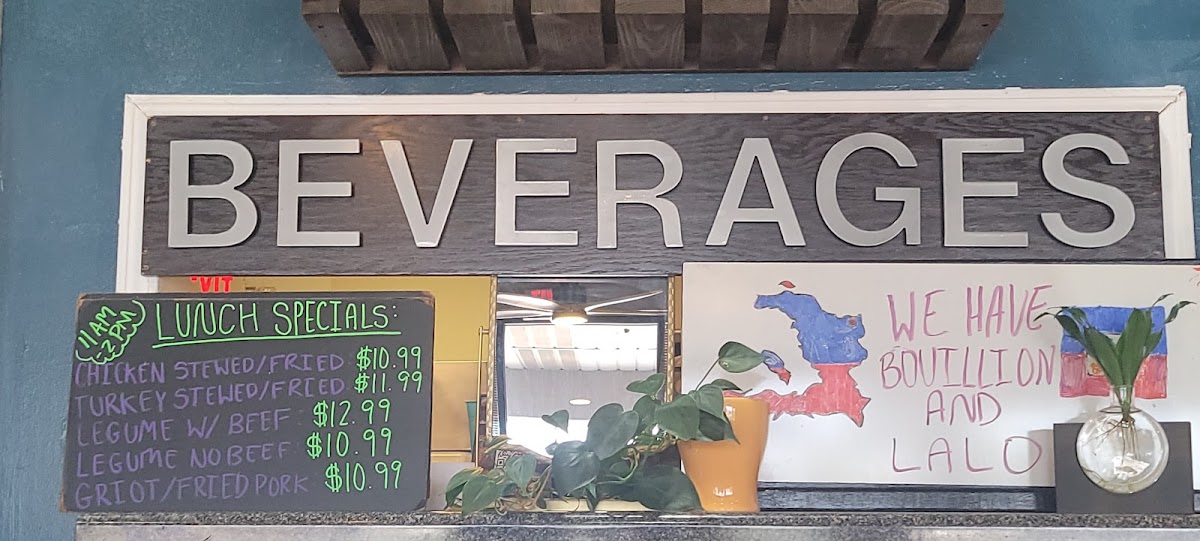 BEVERAGES
11AM
-2PM
LUNCH SPECIALS:
CHICKEN STEWED/FRIED $10.99
TURKEY STEWED/FRIED $11.99
LEGUME W/ BEEF: $12.99
LEGUME NO BEEF: $10.99
GRIOT/FRIED PORK $10.99
WE HAVE
BOUILLION
AND
LALO